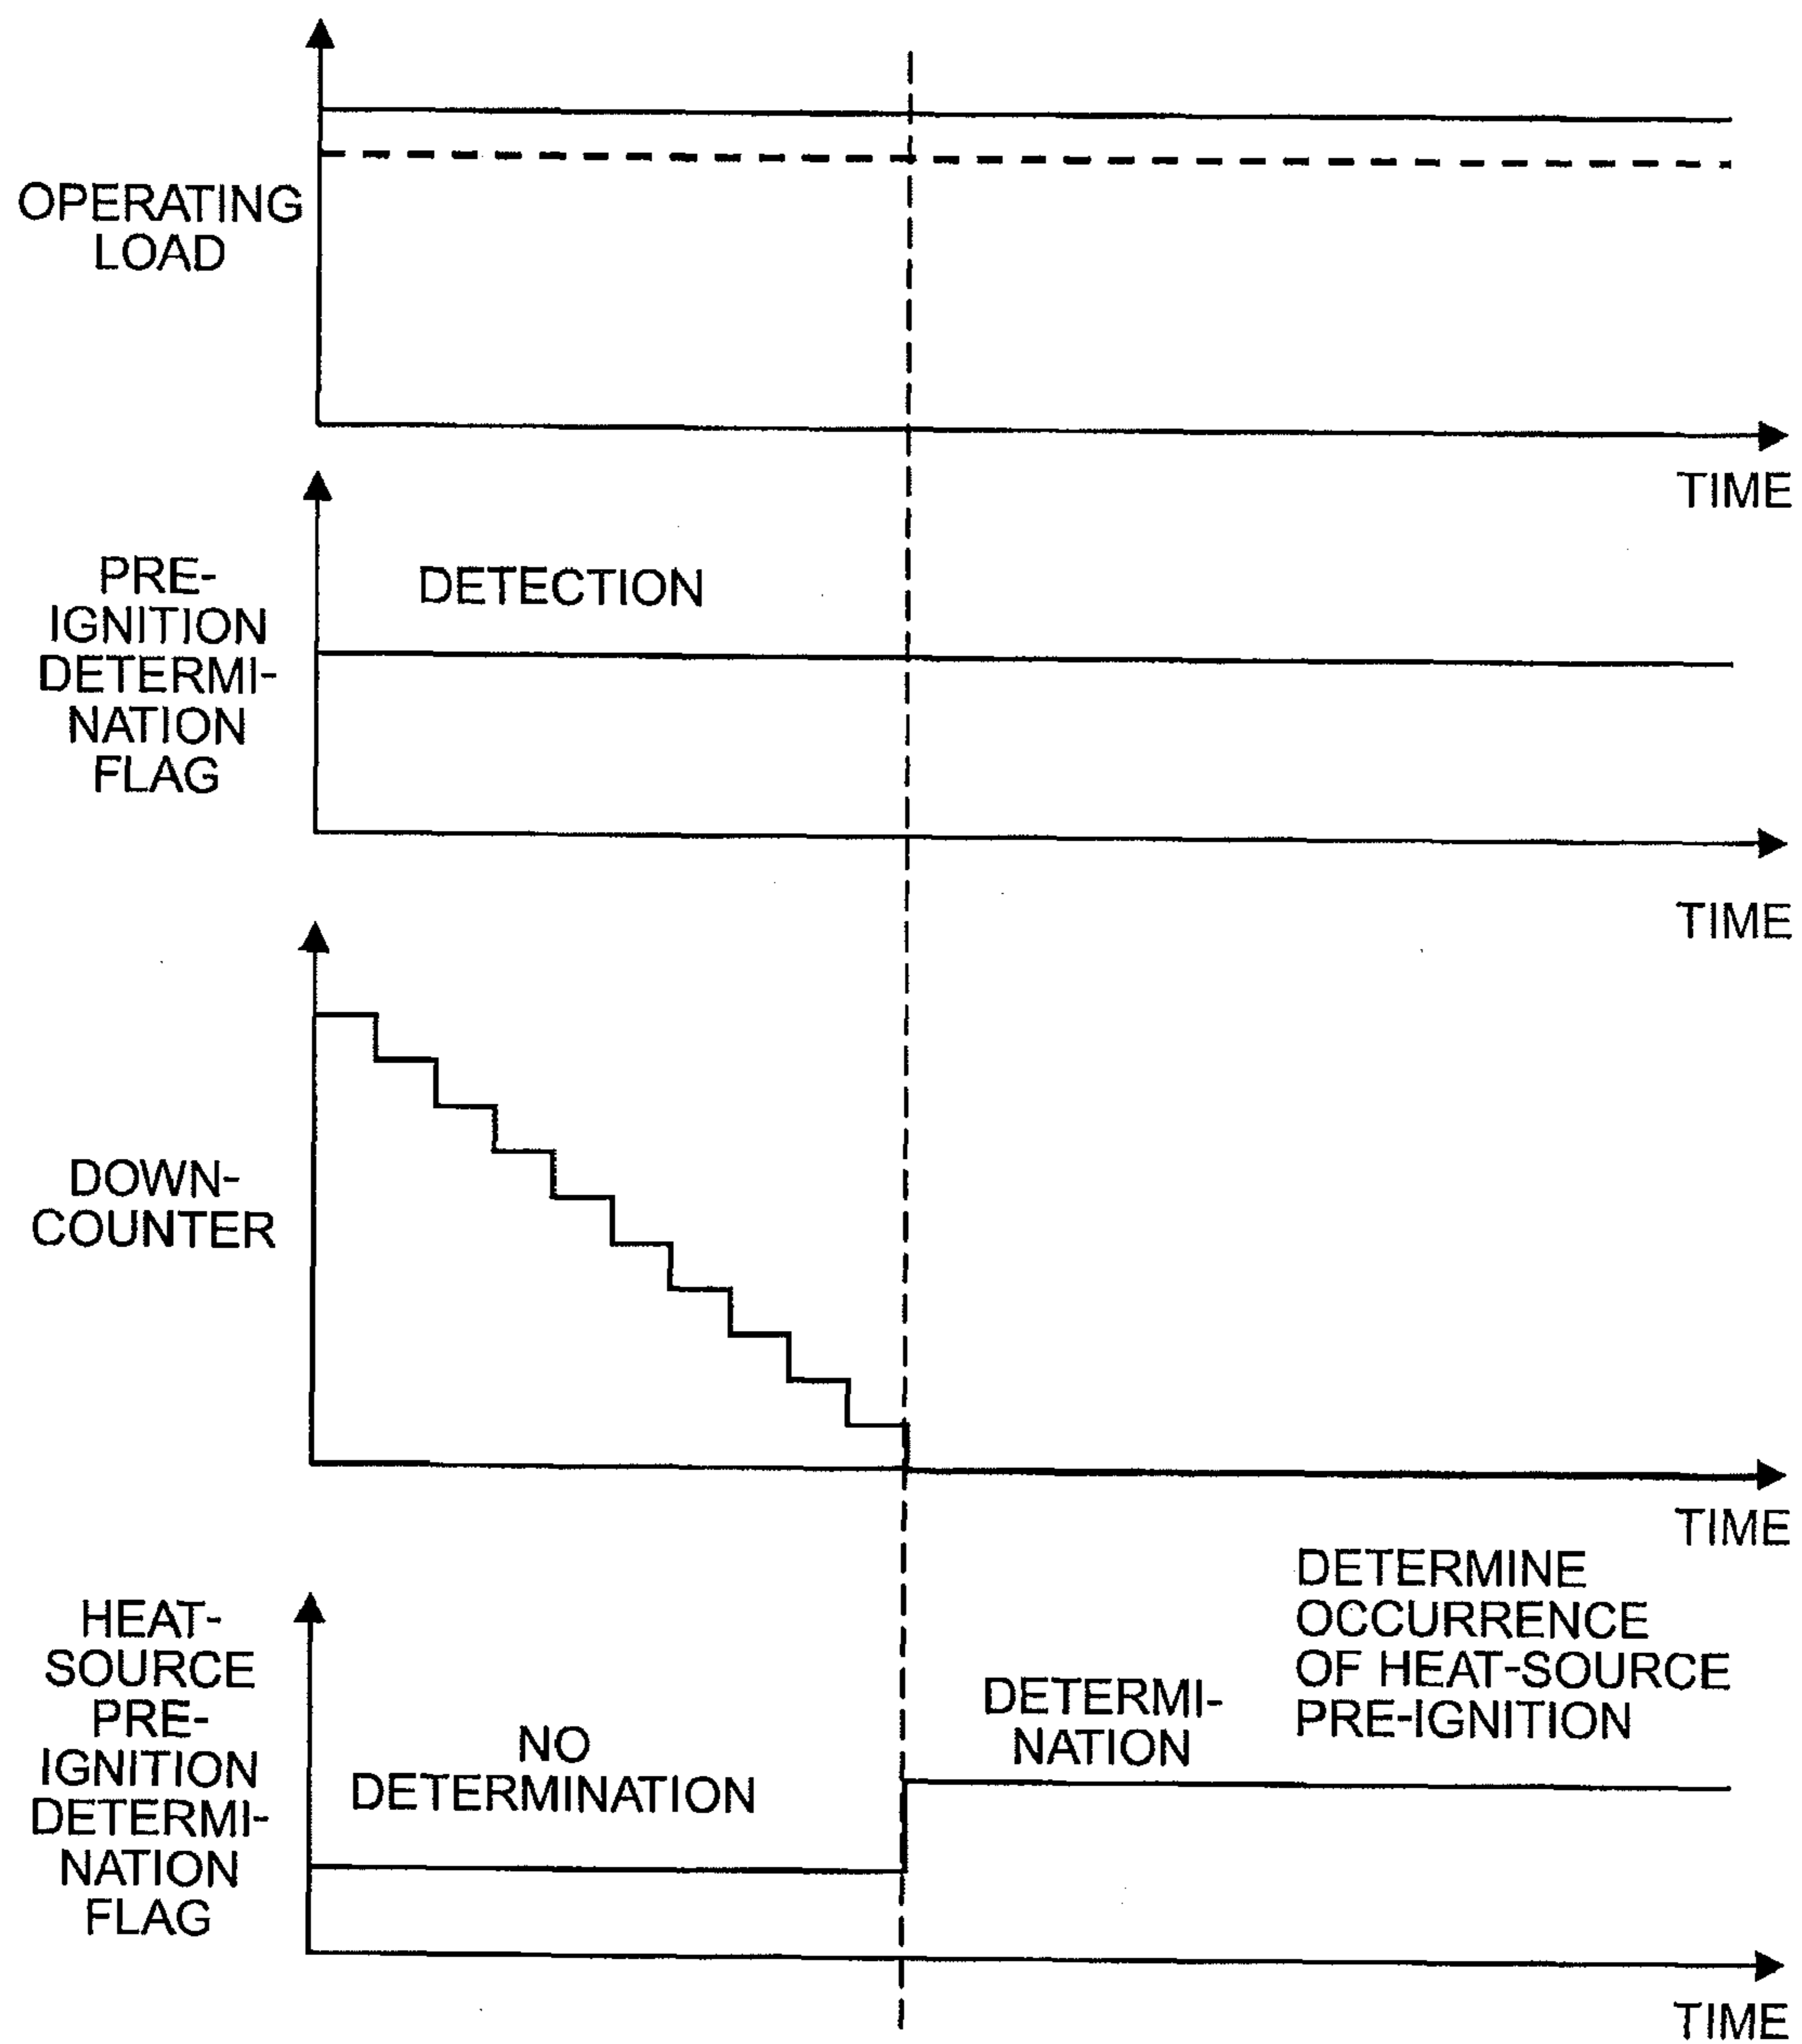 OPERATING
LOAD
TIME
PRE-
IGNITION
DETERMI-
NATION
FLAG
DETECTION
TIME
DOWN-
COUNTER
TIME
HEAT-
SOURCE
PRE-
IGNITION
DETERMI-
NATION
FLAG
NO
DETERMINATION
DETERMI-
NATION
DETERMINE
OCCURRENCE
OF HEAT-SOURCE
PRE-IGNITION
TIME